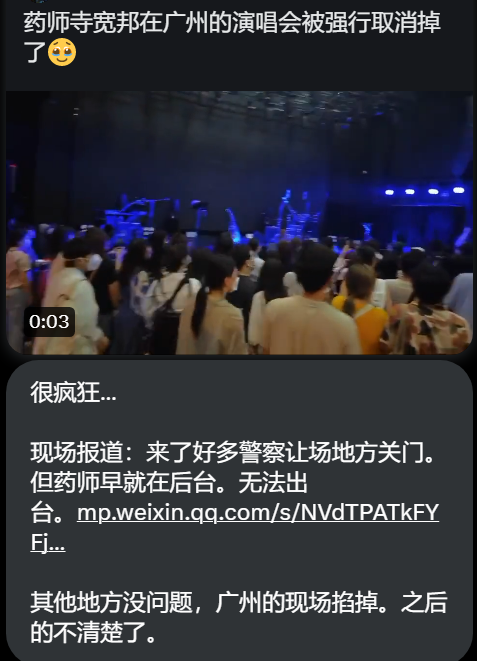 药师寺宽邦在广州的演唱会被强行取消掉
了🥹
0:03
很疯狂...
现场报道：来了好多警察让场地方关门。
但药师早就在后台。无法出
台。mp.weixin.qq.com/s/NVdTPATkFY
Fj...
其他地方没问题，广州的现场掐掉。之后
的不清楚了。